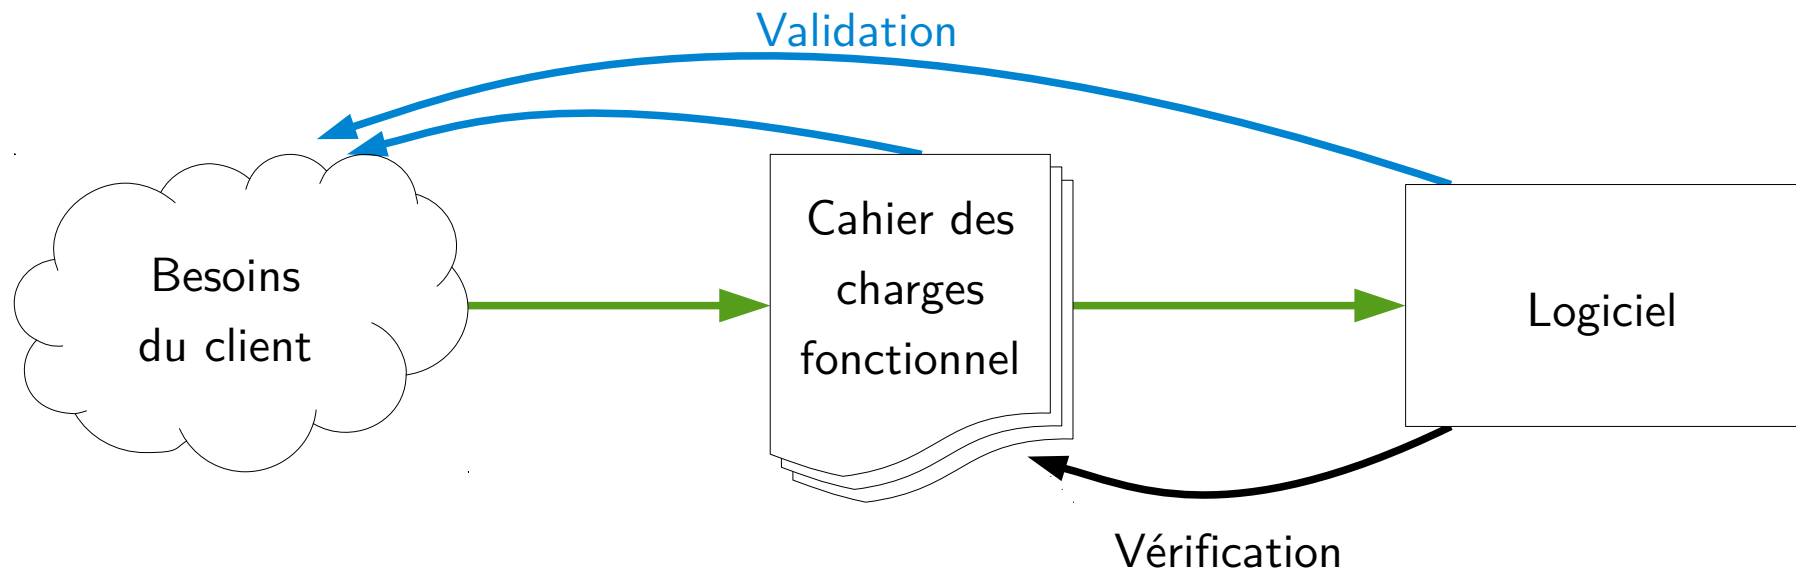 Validation
Besoins
du client
Cahier des
charges
fonctionnel
Logiciel
Vérification